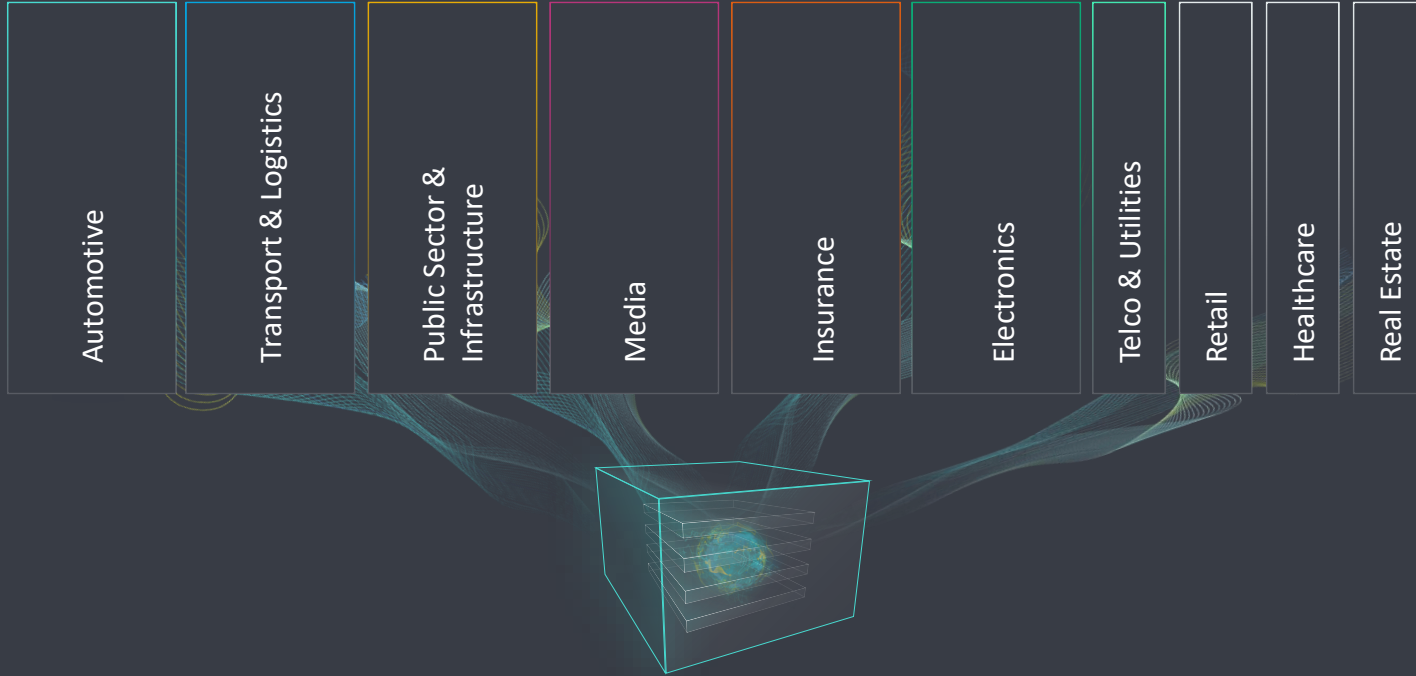 Automotive
Transport & Logistics
Public Sector &
Infrastructure
Media
Insurance
Electronics
Telco & Utilities
Retail
Healthcare
Real Estate